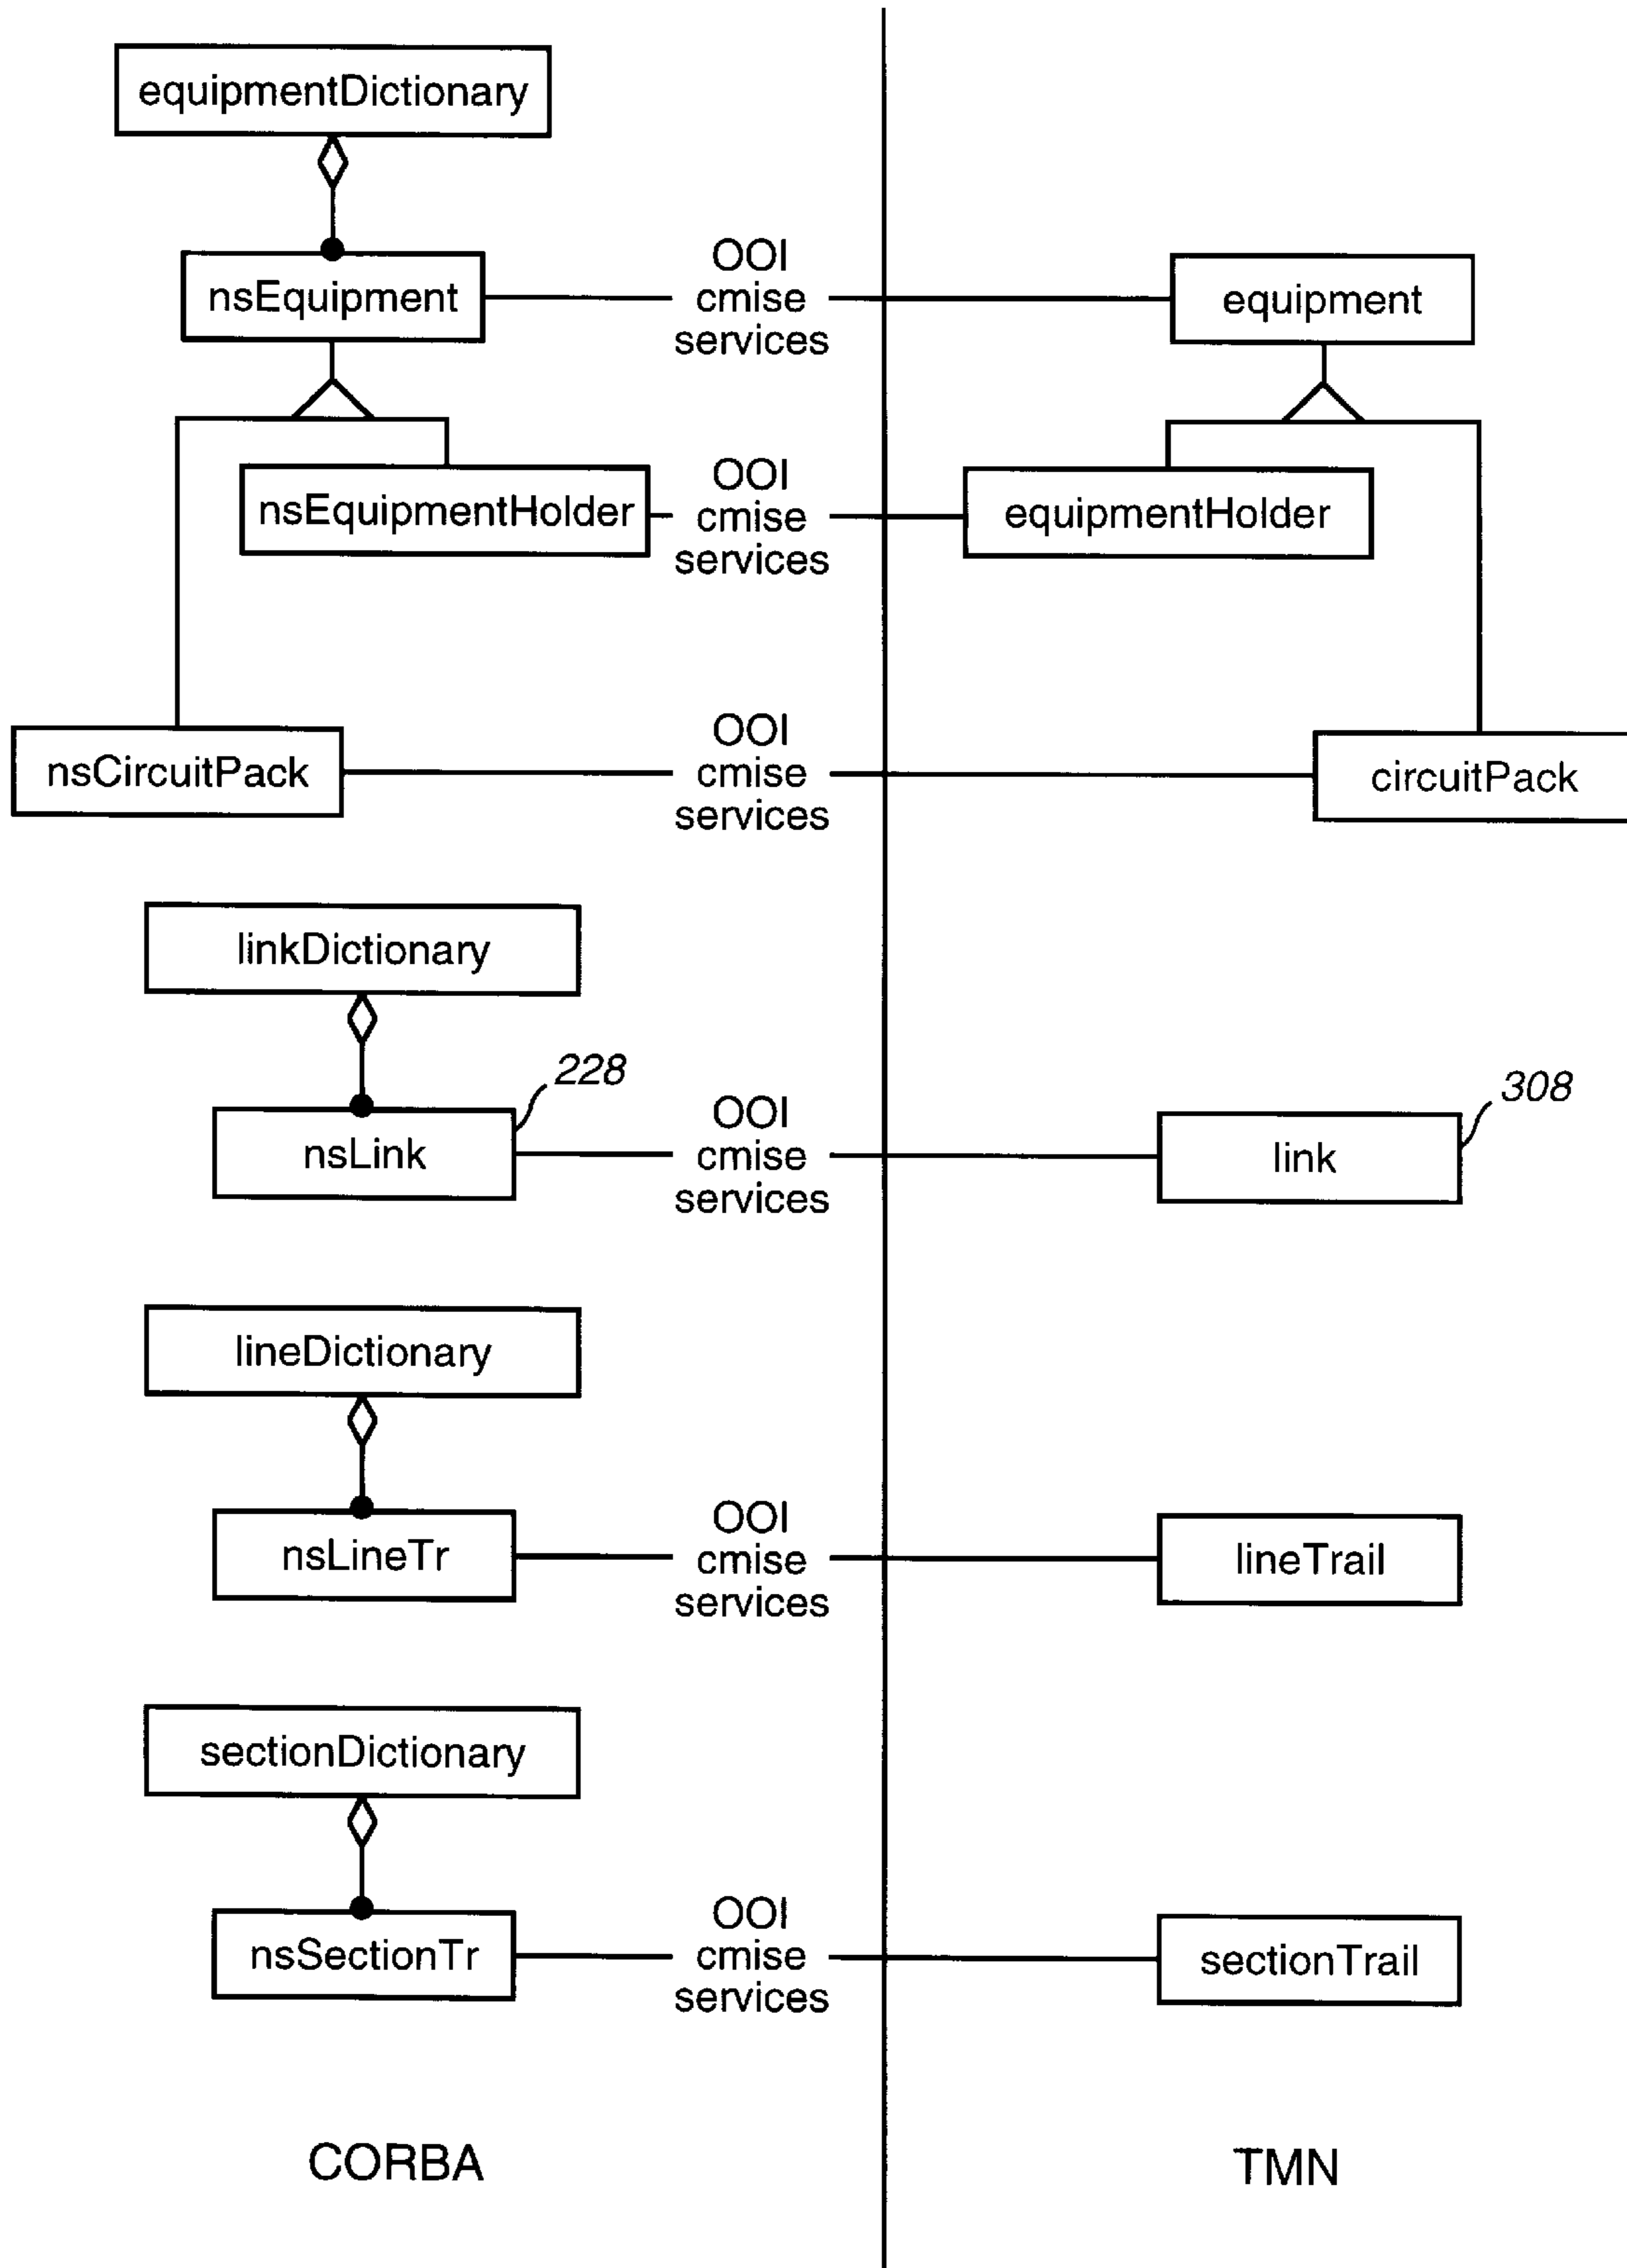 equipmentDictionary
OOI
cmise
services
nsEquipment
equipment
OOI
cmise
services
nsEquipmentHolder
equipmentHolder
OOI
cmise
services
nsCircuitPack
circuitPack
linkDictionary
228
308
OOI
cmise
services
nsLink
link
lineDictionary
OOI
cmise
services
nsLineTr
lineTrail
sectionDictionary
OOI
cmise
services
nsSectionTr
sectionTrail
CORBA
TMN